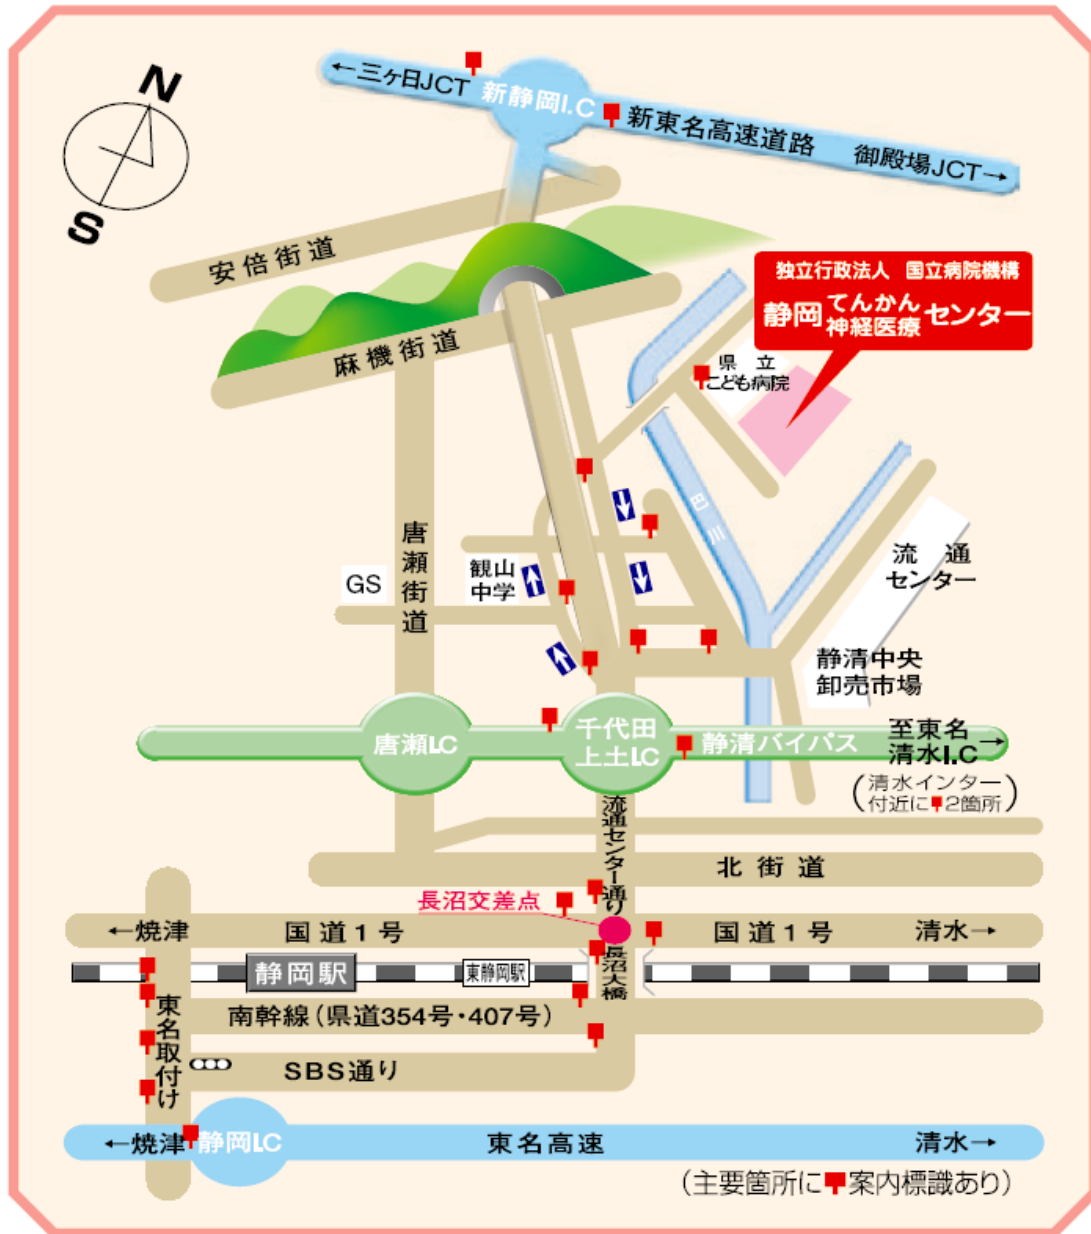 N
S
←三ヶ日JCT
新静岡I.C
新東名高速道路
御殿場JCT→
安倍街道
麻機街道
独立行政法人 国立病院機構
静岡てんかん神経医療センター
県立
こども病院
巴川
唐瀬街道
GS
観山
中学
流通
センター
静清中央
卸売市場
唐瀬I.C
千代田
上土I.C
静清バイパス
至東名
清水I.C→
(清水インター
付近に2箇所)
流通センター通り
北街道
長沼交差点
←焼津
国道1号
国道1号
清水→
静岡駅
東静岡駅
長沼大橋
東名取付け
南幹線(県道354号・407号)
SBS通り
←焼津
静岡I.C
東名高速
清水→
(主要箇所に案内標識あり)